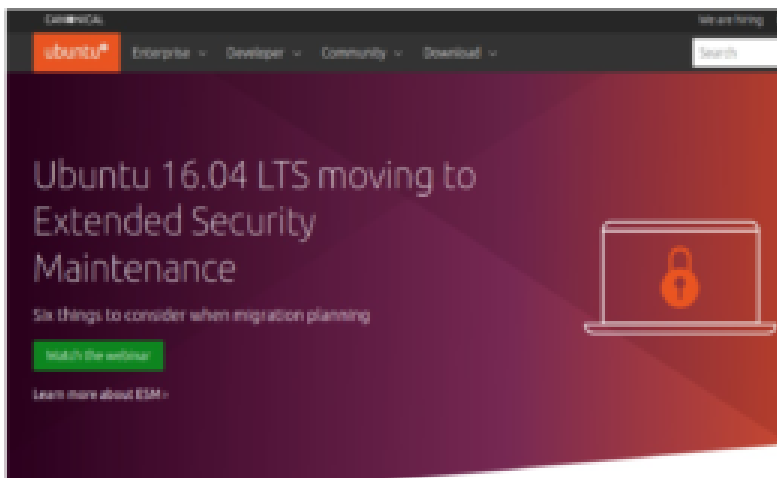 CANONICAL
We are hiring
ubuntu
Enterprise
Developer
Community
Download
Search
Ubuntu 16.04 LTS moving to
Extended Security
Maintenance
Six things to consider when migration planning
Watch the webinar
Learn more about ESM ›